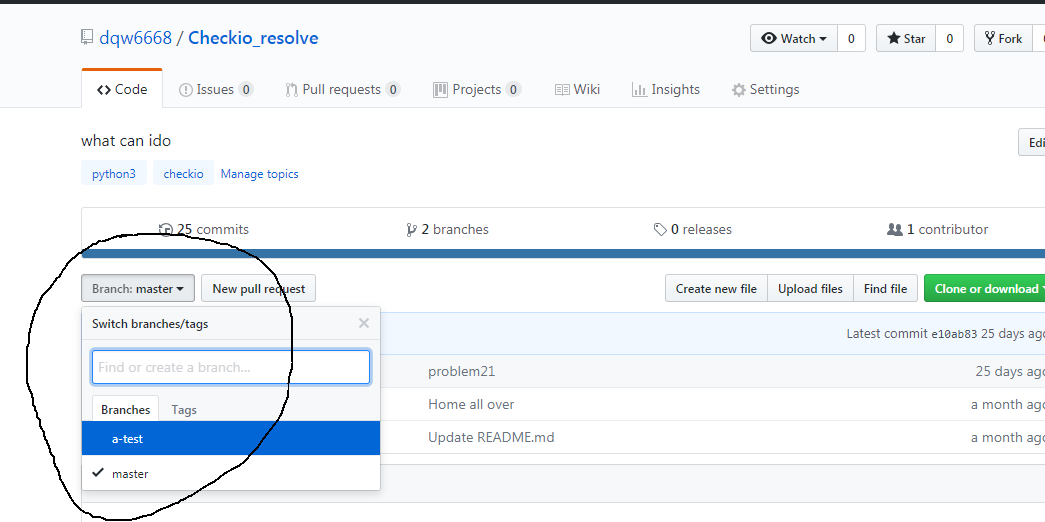 dqw6668 / Checkio_resolve
Watch 0 Star 0 Fork
Code Issues 0 Pull requests 0 Projects 0 Wiki Insights Settings
what can ido
Edi
python3 checkio Manage topics
25 commits 2 branches 0 releases 1 contributor
Branch: master New pull request Create new file Upload files Find file Clone or download
Switch branches/tags
Latest commit e10ab83 25 days ago
Find or create a branch...
problem21 25 days ago
Branches Tags
Home all over a month ago
a-test
Update README.md a month ago
master